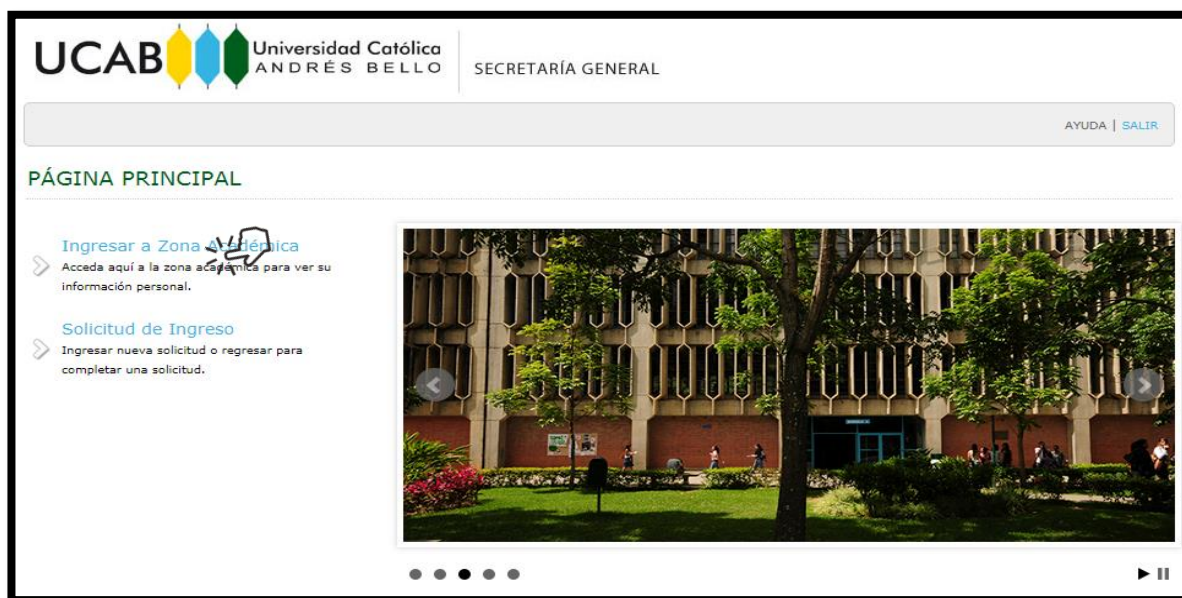 UCAB
Universidad Católica
ANDRÉS BELLO
SECRETARÍA GENERAL
AYUDA | SALIR
PÁGINA PRINCIPAL
Ingresar a Zona Académica
Acceda aquí a la zona académica para ver su
información personal.
Solicitud de Ingreso
Ingresar nueva solicitud o regresar para
completar una solicitud.